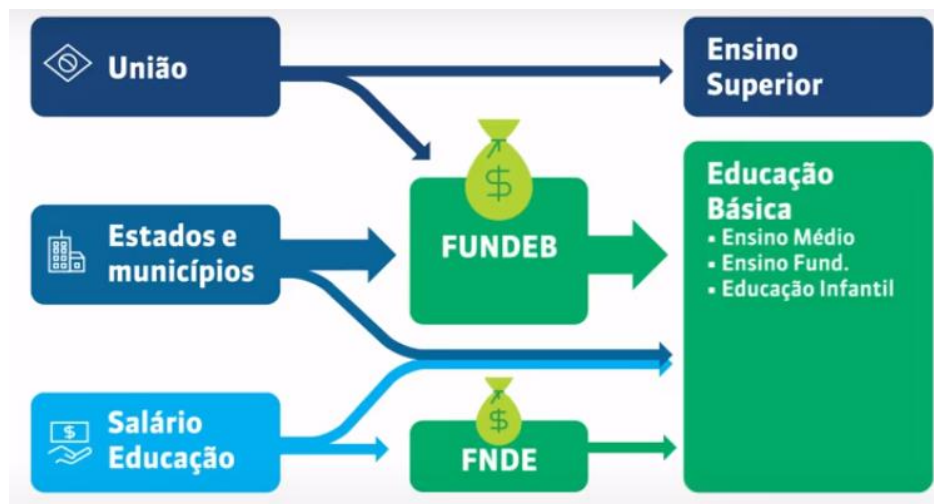 União
Ensino
Superior
Estados e
municípios
$
FUNDEB
Educação
Básica
▪ Ensino Médio
▪ Ensino Fund.
▪ Educação Infantil
$
Salário
Educação
$
FNDE